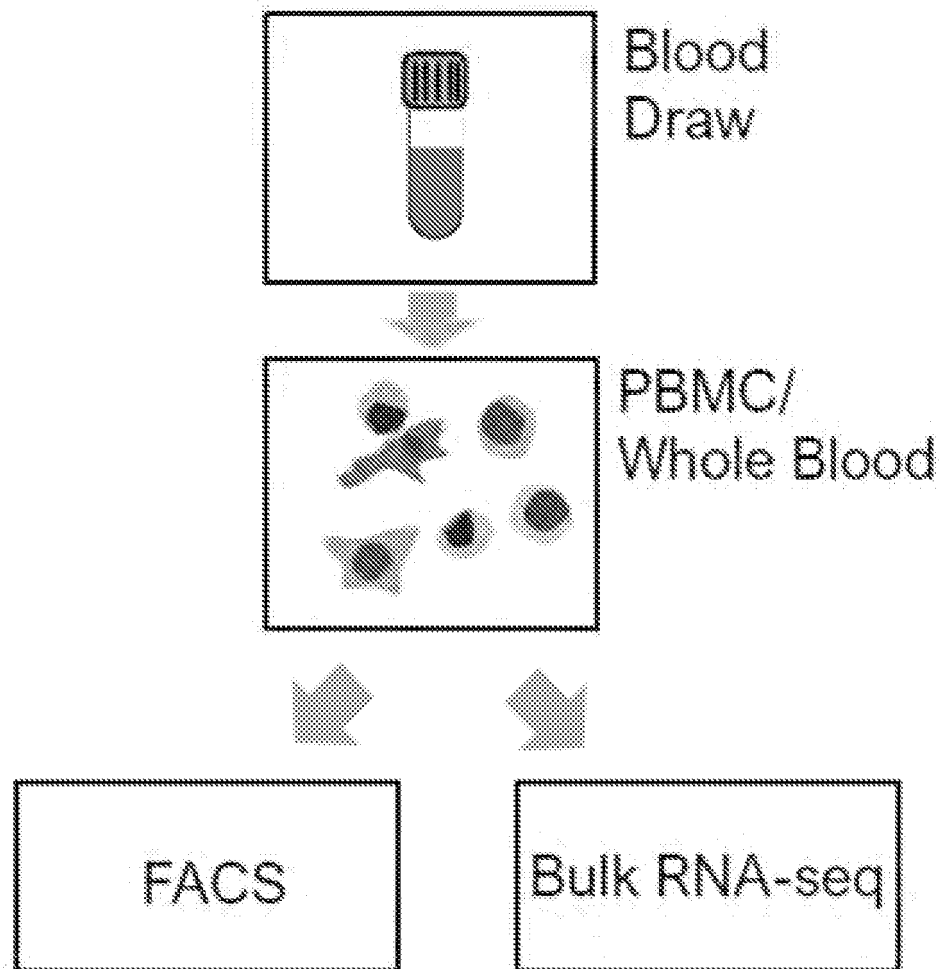 Blood
Draw
PBMC/
Whole Blood
FACS
Bulk RNA-seq